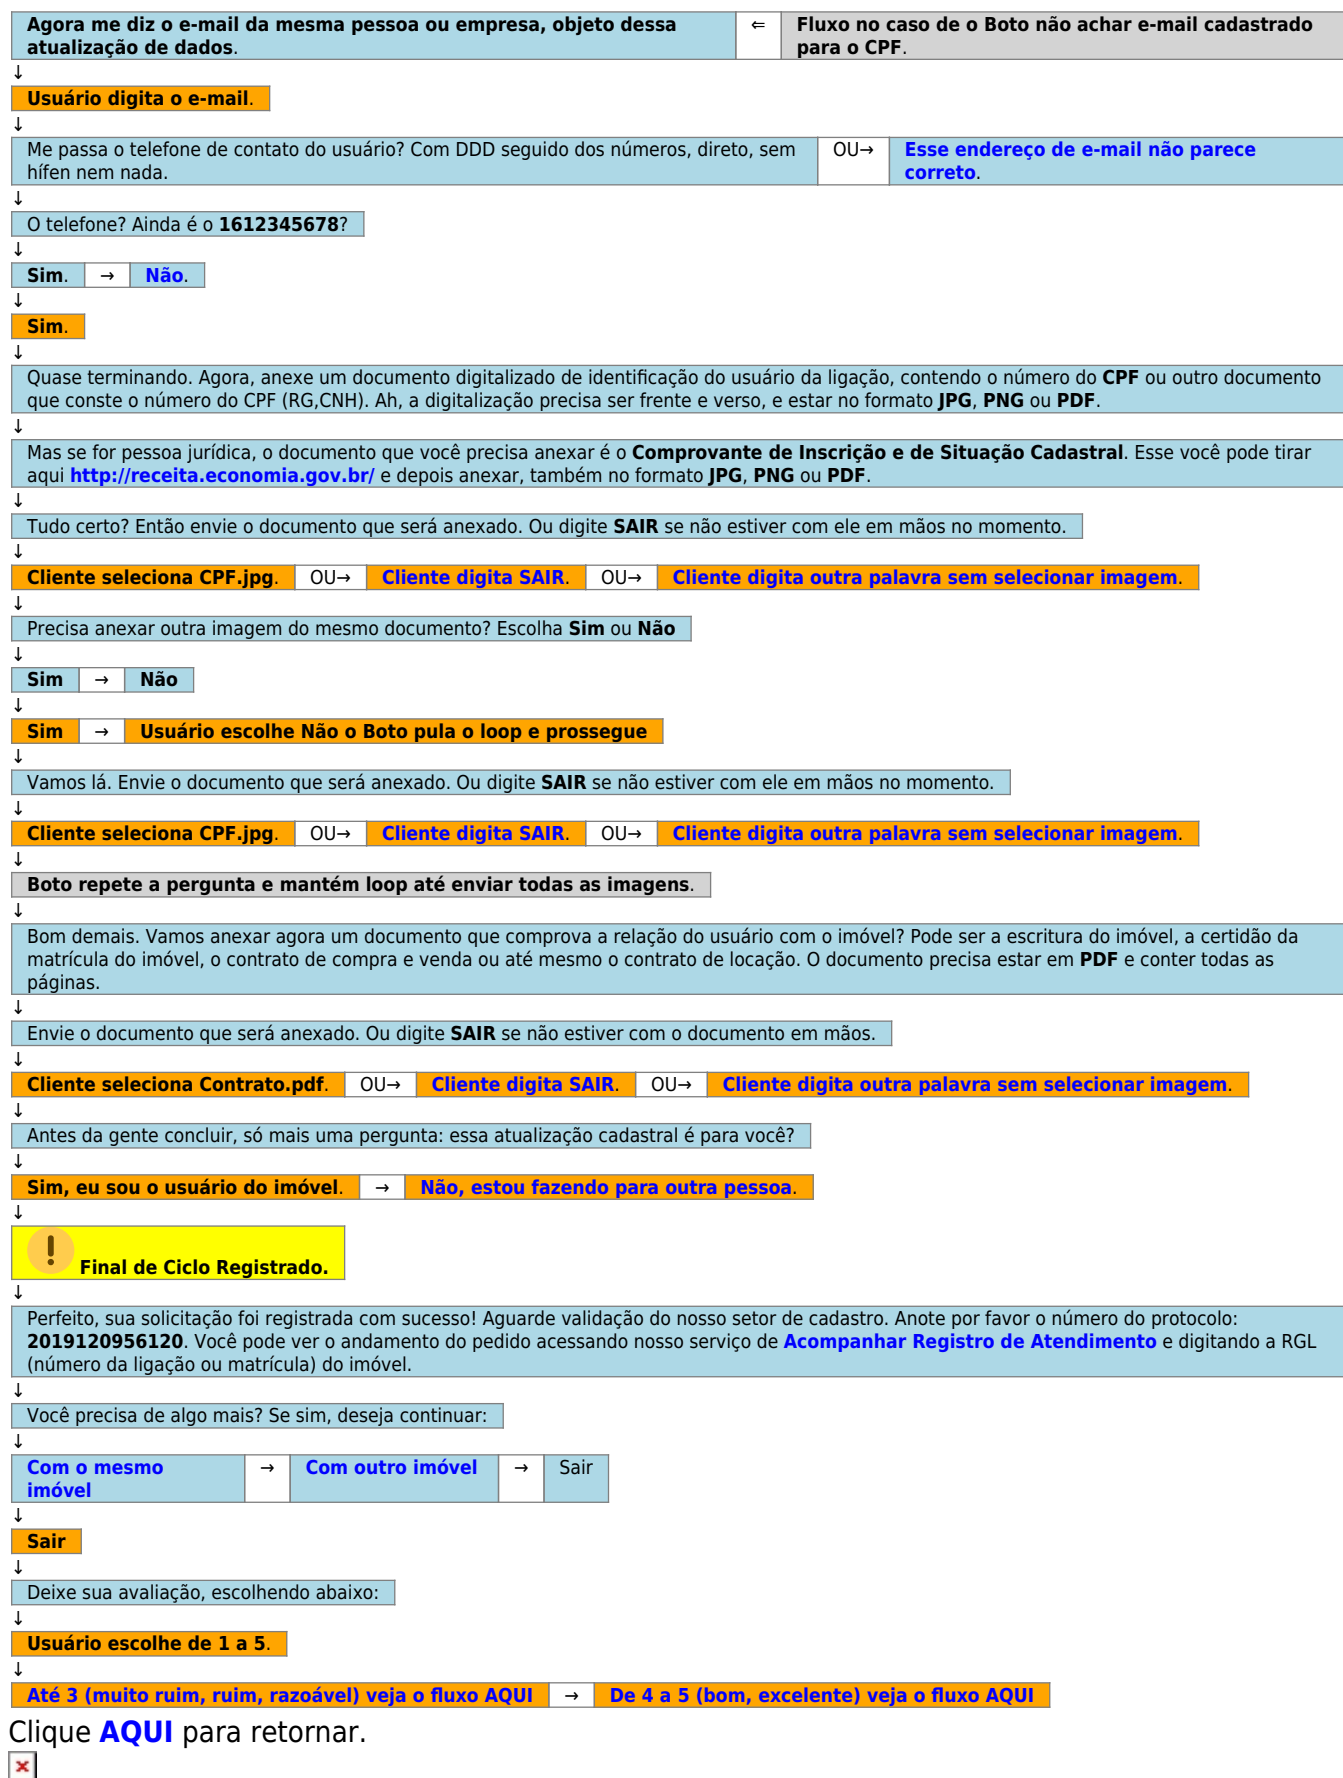 Agora me diz o e-mail da mesma pessoa ou empresa, objeto dessa ⇐ Fluxo no caso de o Boto não achar e-mail cadastrado
atualização de dados. para o CPF.
↓
Usuário digita o e-mail.
↓
Me passa o telefone de contato do usuário? Com DDD seguido dos números, direto, sem OU→ Esse endereço de e-mail não parece
hífen nem nada. correto.
↓
O telefone? Ainda é o 1612345678?
↓
Sim. → Não.
↓
Sim.
↓
Quase terminando. Agora, anexe um documento digitalizado de identificação do usuário da ligação, contendo o número do CPF ou outro documento
que conste o número do CPF (RG,CNH). Ah, a digitalização precisa ser frente e verso, e estar no formato JPG, PNG ou PDF.
↓
Mas se for pessoa jurídica, o documento que você precisa anexar é o Comprovante de Inscrição e de Situação Cadastral. Esse você pode tirar
aqui http://receita.economia.gov.br/ e depois anexar, também no formato JPG, PNG ou PDF.
↓
Tudo certo? Então envie o documento que será anexado. Ou digite SAIR se não estiver com ele em mãos no momento.
↓
Cliente seleciona CPF.jpg. OU→ Cliente digita SAIR. OU→ Cliente digita outra palavra sem selecionar imagem.
↓
Precisa anexar outra imagem do mesmo documento? Escolha Sim ou Não
↓
Sim → Não
↓
Sim → Usuário escolhe Não o Boto pula o loop e prossegue
↓
Vamos lá. Envie o documento que será anexado. Ou digite SAIR se não estiver com ele em mãos no momento.
↓
Cliente seleciona CPF.jpg. OU→ Cliente digita SAIR. OU→ Cliente digita outra palavra sem selecionar imagem.
↓
Boto repete a pergunta e mantém loop até enviar todas as imagens.
↓
Bom demais. Vamos anexar agora um documento que comprova a relação do usuário com o imóvel? Pode ser a escritura do imóvel, a certidão da
matrícula do imóvel, o contrato de compra e venda ou até mesmo o contrato de locação. O documento precisa estar em PDF e conter todas as
páginas.
↓
Envie o documento que será anexado. Ou digite SAIR se não estiver com o documento em mãos.
↓
Cliente seleciona Contrato.pdf. OU→ Cliente digita SAIR. OU→ Cliente digita outra palavra sem selecionar imagem.
↓
Antes da gente concluir, só mais uma pergunta: essa atualização cadastral é para você?
↓
Sim, eu sou o usuário do imóvel. → Não, estou fazendo para outra pessoa.
↓
! Final de Ciclo Registrado.
↓
Perfeito, sua solicitação foi registrada com sucesso! Aguarde validação do nosso setor de cadastro. Anote por favor o número do protocolo:
2019120956120. Você pode ver o andamento do pedido acessando nosso serviço de Acompanhar Registro de Atendimento e digitando a RGL
(número da ligação ou matrícula) do imóvel.
↓
Você precisa de algo mais? Se sim, deseja continuar:
↓
Com o mesmo → Com outro imóvel → Sair
imóvel
↓
Sair
↓
Deixe sua avaliação, escolhendo abaixo:
↓
Usuário escolhe de 1 a 5.
↓
Até 3 (muito ruim, ruim, razoável) veja o fluxo AQUI → De 4 a 5 (bom, excelente) veja o fluxo AQUI
Clique AQUI para retornar.